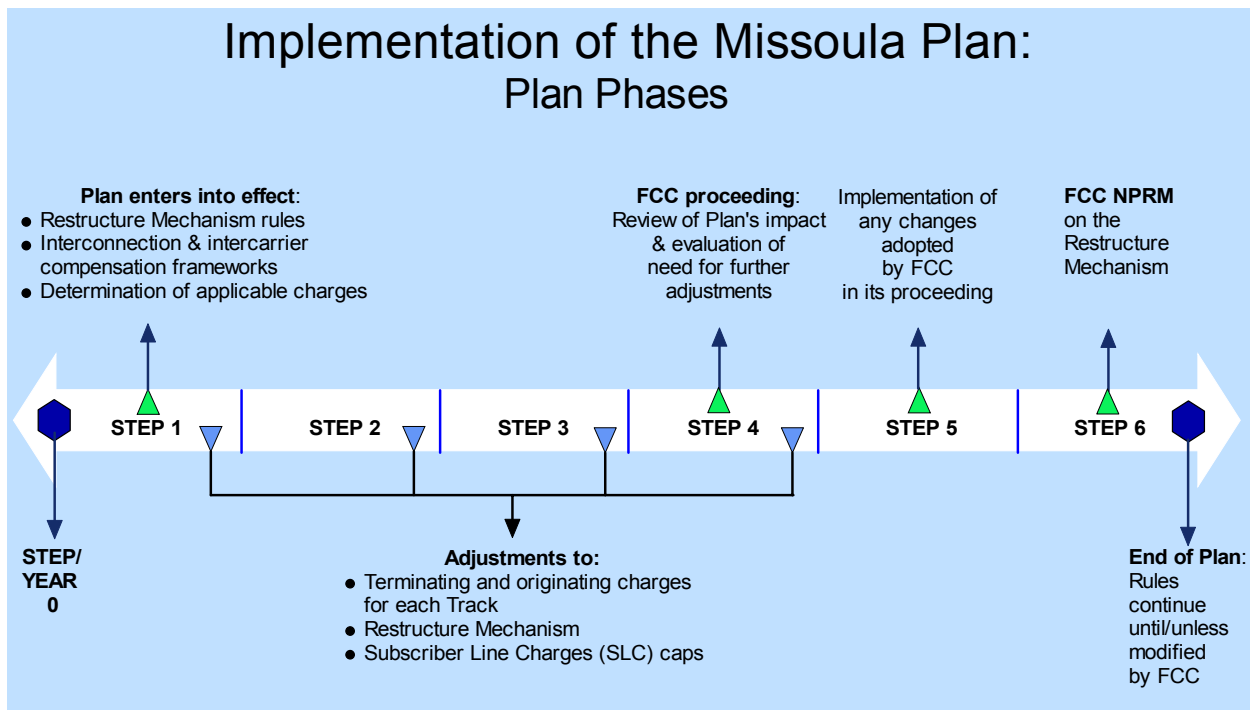 Implementation of the Missoula Plan:
Plan Phases
Plan enters into effect:
● Restructure Mechanism rules
● Interconnection & intercarrier
compensation frameworks
● Determination of applicable charges
FCC proceeding:
Review of Plan's impact
& evaluation of
need for further
adjustments
Implementation of
any changes
adopted
by FCC
in its proceeding
FCC NPRM
on the
Restructure
Mechanism
STEP 1
STEP 2
STEP 3
STEP 4
STEP 5
STEP 6
STEP/
YEAR
0
Adjustments to:
● Terminating and originating charges
for each Track
● Restructure Mechanism
● Subscriber Line Charges (SLC) caps
End of Plan:
Rules
continue
until/unless
modified
by FCC